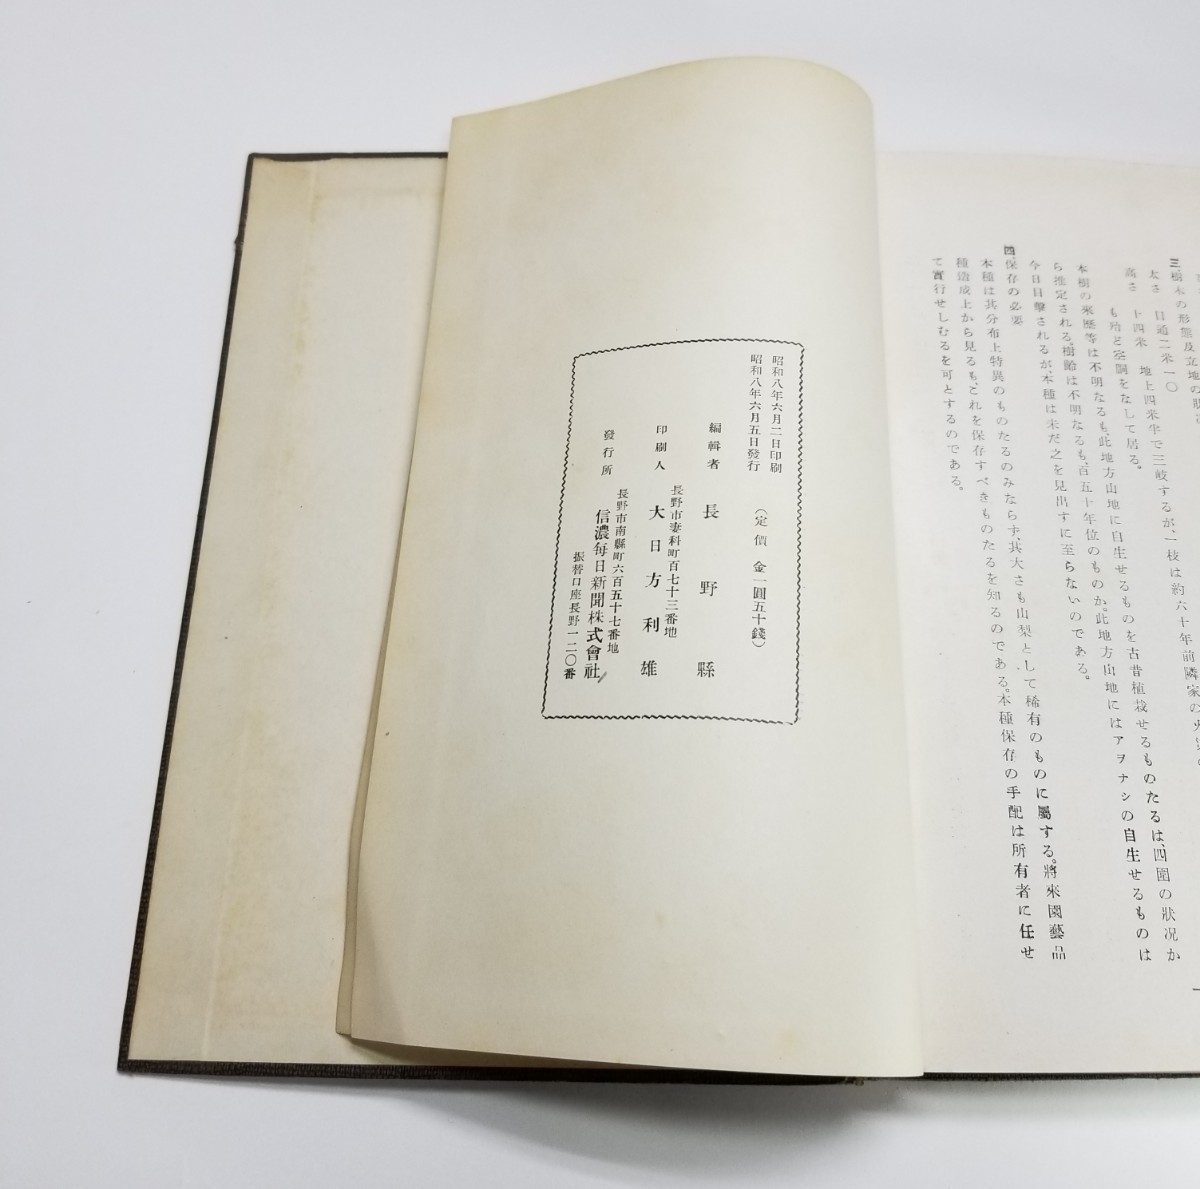 三、樹木の形態及立地の狀況
太さ 目通二米一〇
高さ 十四米 地上四米半で三岐するが、一枝は約六十年前隣家の火災の
も殆ど空洞をなして居る。
本樹の來歷等は不明なるも、此地方山地に自生せるものを古昔植栽せるものたるは、四圍の狀況か
ら推定される。樹齡は不明なるも、百五十年位のものか。此地方山地にはアヲナシの自生せるものは
今日目擊されるが、本種は未だ之を見出すに至らないのである。
四、保存の必要
本種は其分布上特異のものたるのみならず、其大さも山梨として稀有のものに屬する。將來園藝品
種造成上から見るも、これを保存すべきものたるを知るのである。本種保存の手配は所有者に任せ
て實行せしむるを可とするのである。
昭和八年六月二日印刷
昭和八年六月五日發行
(定價 金一圓五十錢)
編輯者 長野縣
長野市妻科町百七十三番地
印刷人 大日方利雄
長野市南縣町六百五十七番地
發行所 信濃每日新聞株式會社
振替口座長野一二〇番